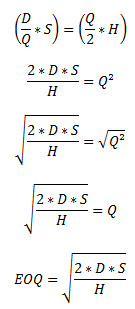 (D/Q * S) = (Q/2 * H)
2 * D * S / H = Q²
√(2 * D * S / H) = √Q²
√(2 * D * S / H) = Q
EOQ = √(2 * D * S / H)